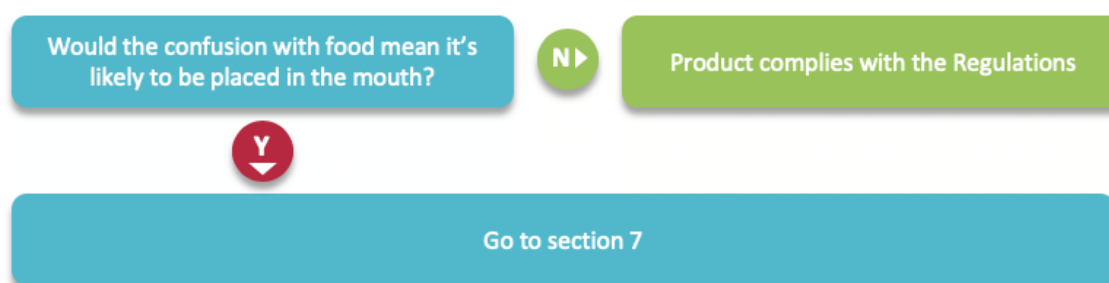 Would the confusion with food mean it's
likely to be placed in the mouth?
N
Product complies with the Regulations
Y
Go to section 7